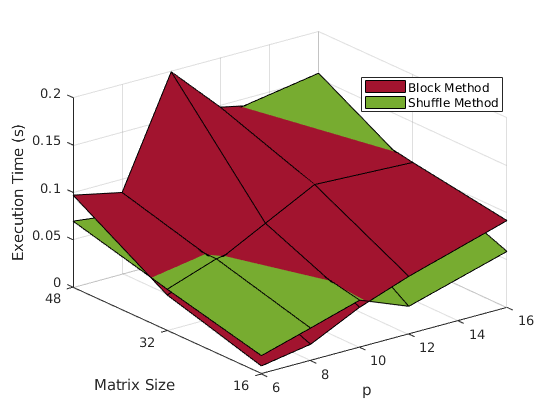 Block Method
Shuffle Method
0.2
0.15
0.1
0.05
0
Execution Time (s)
48
32
16
Matrix Size
6
8
10
12
14
16
p